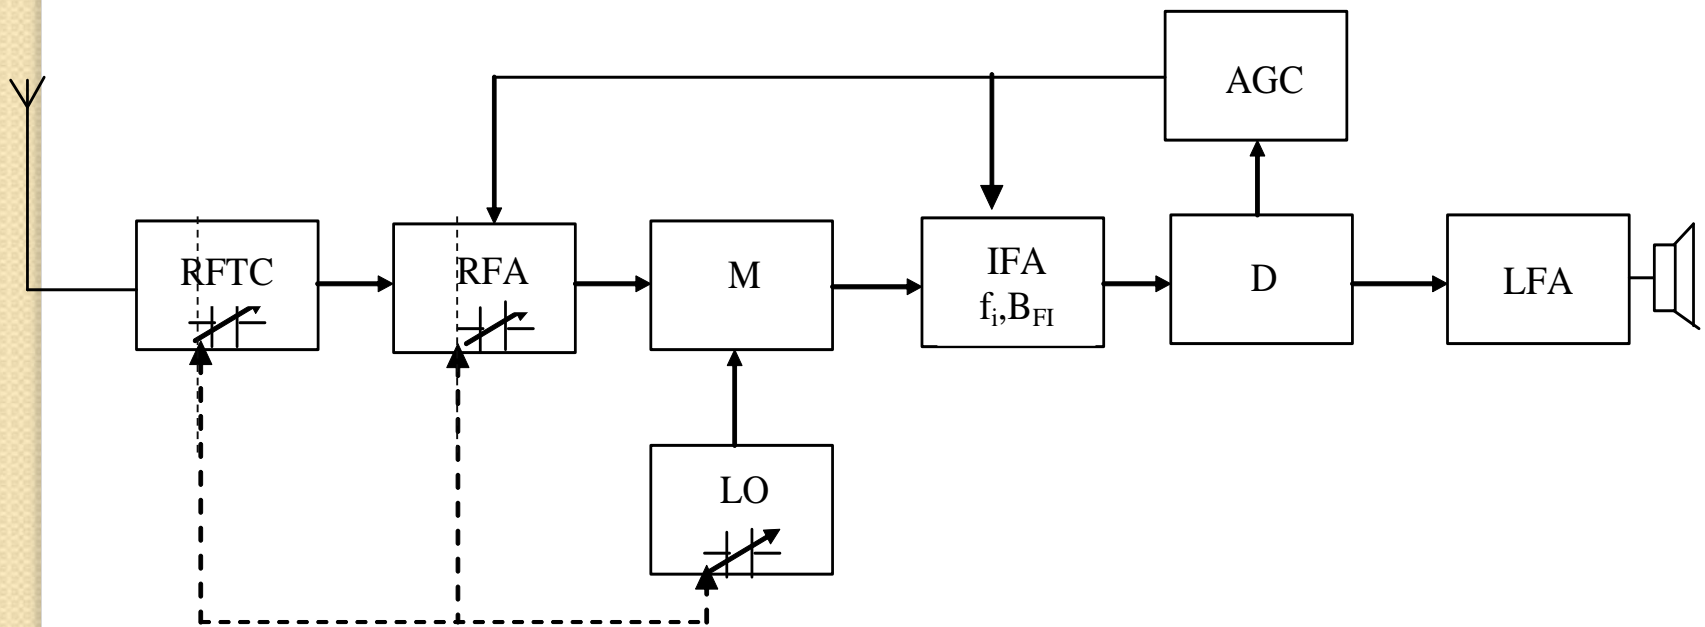 AGC
RFTC
RFA
M
IFA
fi,BFI
D
LFA
LO